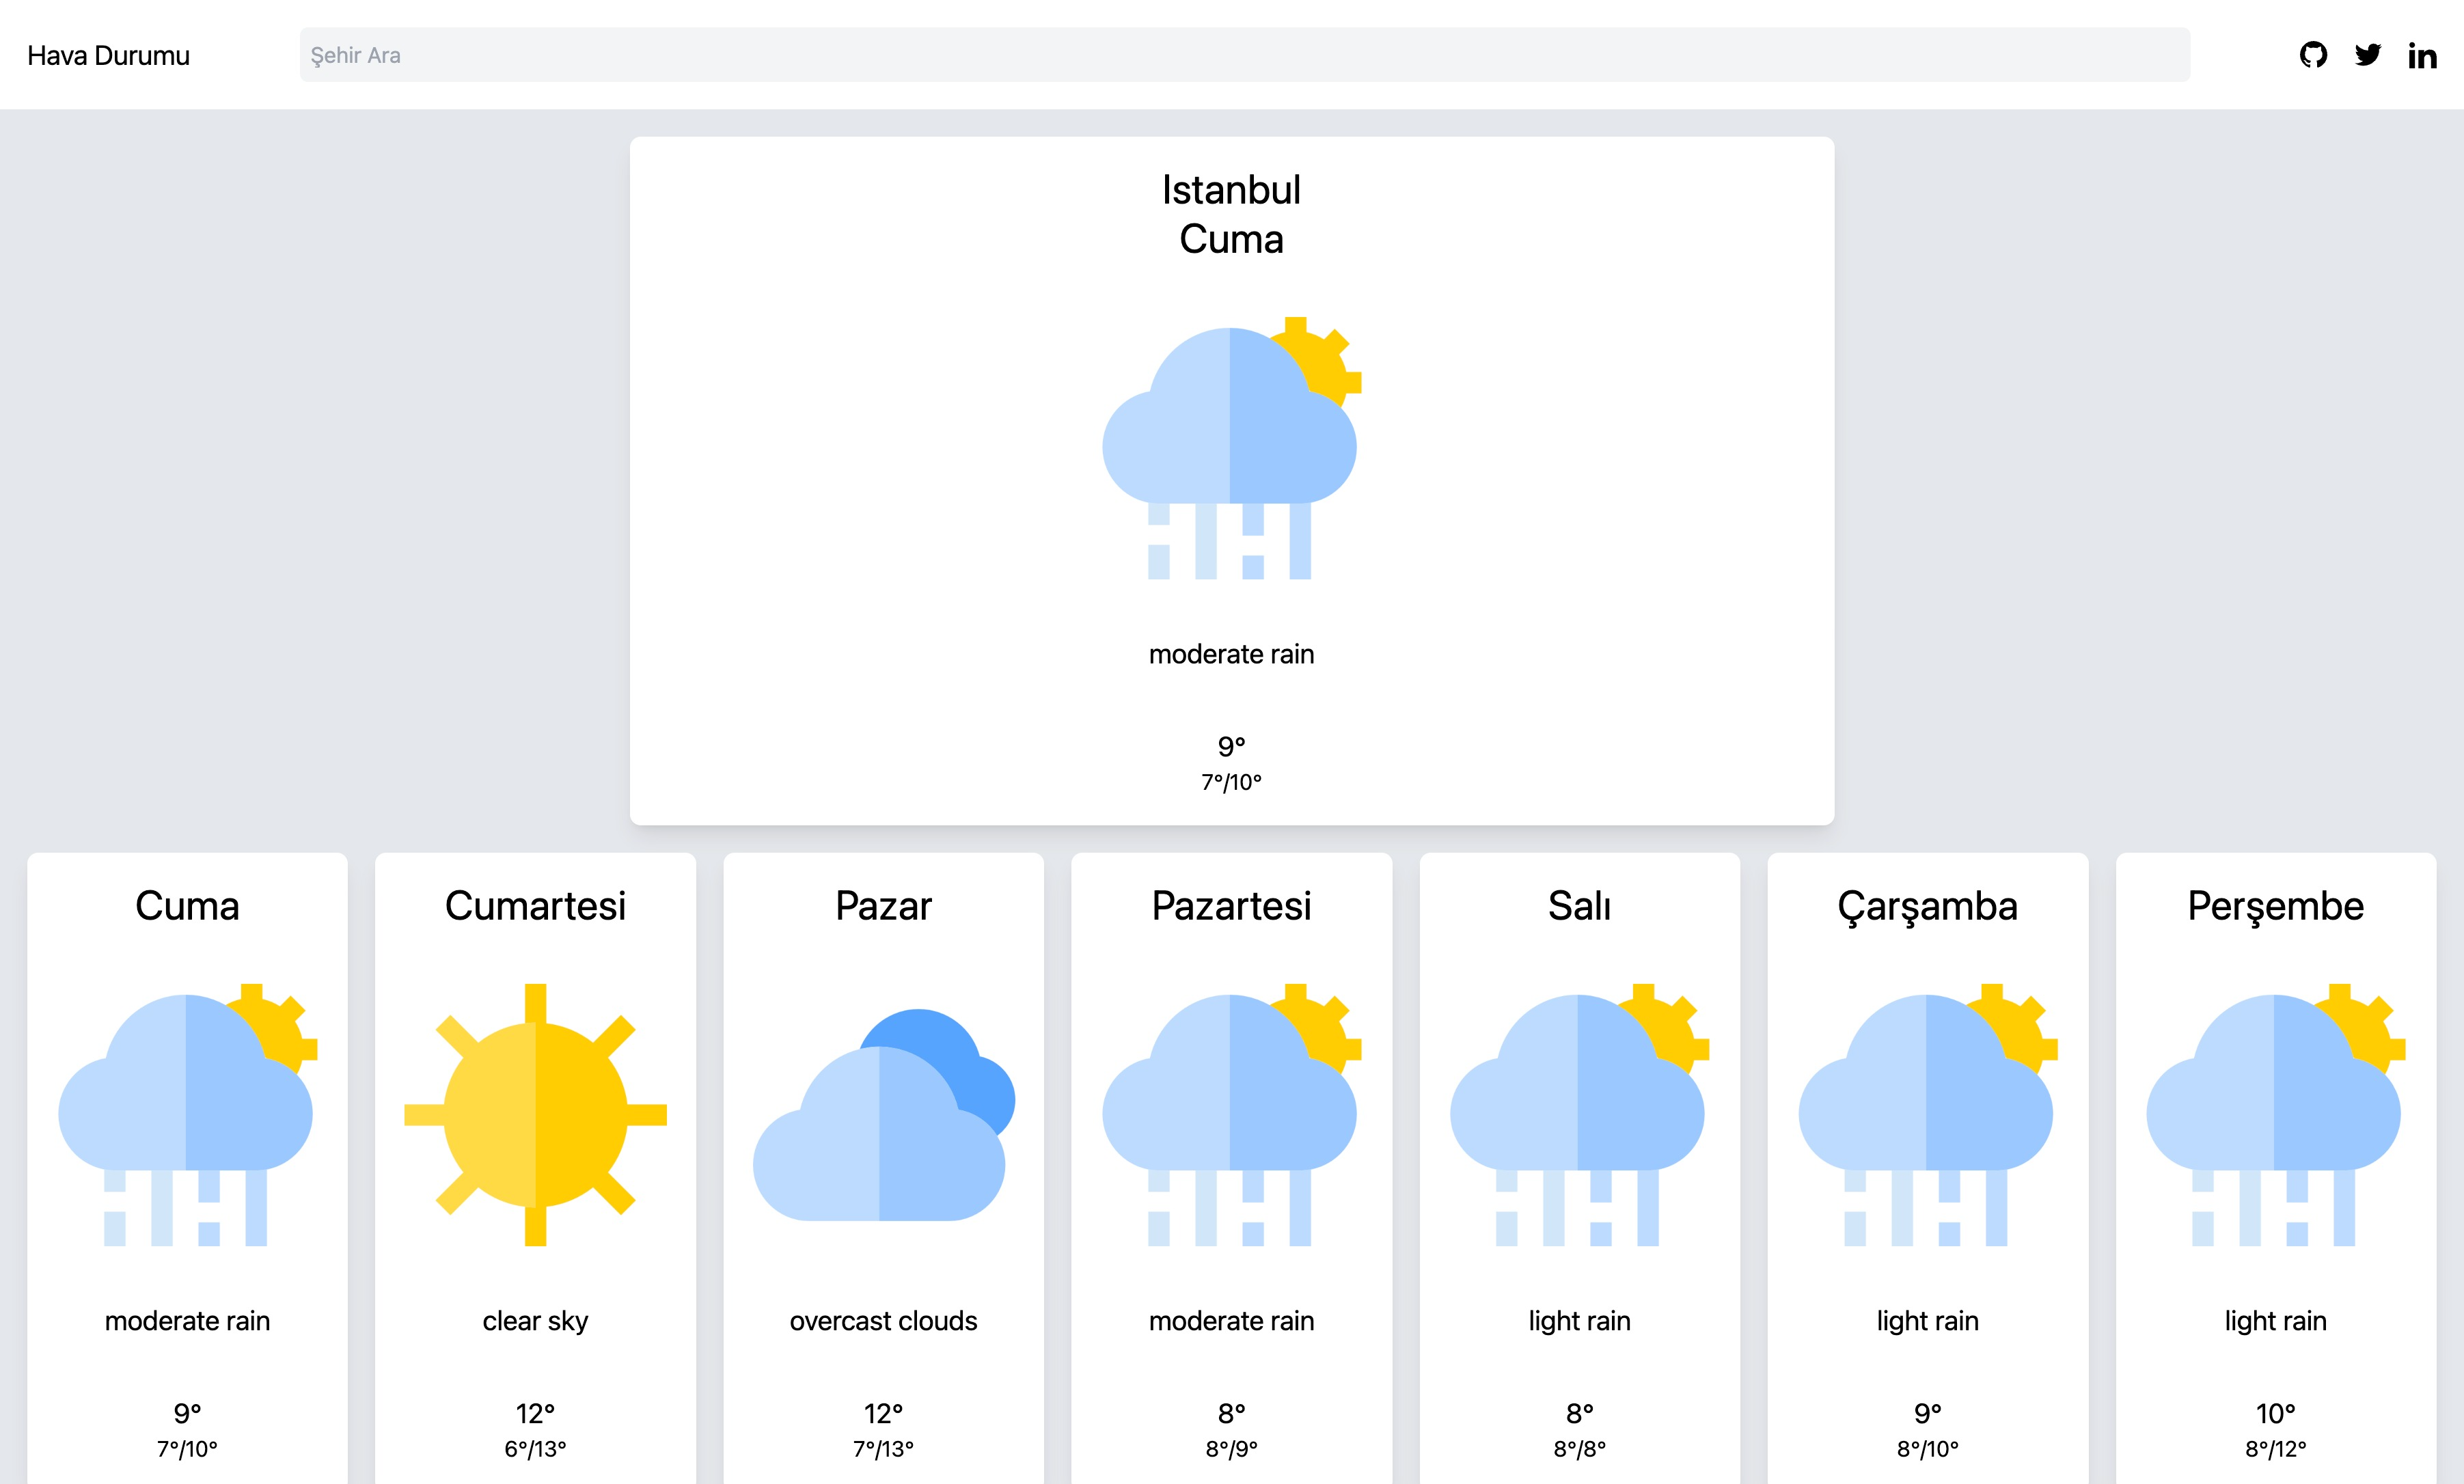 Hava Durumu
Şehir Ara
Istanbul
Cuma
moderate rain
9°
7°/10°
Cuma
moderate rain
9°
7°/10°
Cumartesi
clear sky
12°
6°/13°
Pazar
overcast clouds
12°
7°/13°
Pazartesi
moderate rain
8°
8°/9°
Salı
light rain
8°
8°/8°
Çarşamba
light rain
9°
8°/10°
Perşembe
light rain
10°
8°/12°